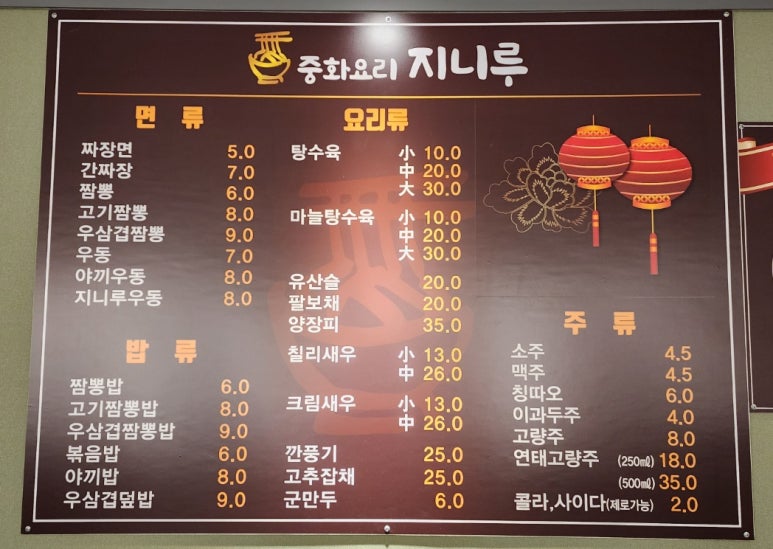 중화요리 지니루
면 류
짜장면 5.0
간짜장 7.0
짬뽕 6.0
고기짬뽕 8.0
우삼겹짬뽕 9.0
우동 7.0
야끼우동 8.0
지니루우동 8.0
밥 류
짬뽕밥 6.0
고기짬뽕밥 8.0
우삼겹짬뽕밥 9.0
볶음밥 6.0
야끼밥 8.0
우삼겹덮밥 9.0
요리류
탕수육 小 10.0
中 20.0
大 30.0
마늘탕수육 小 10.0
中 20.0
大 30.0
유산슬 20.0
팔보채 20.0
양장피 35.0
칠리새우 小 13.0
中 26.0
크림새우 小 13.0
中 26.0
깐풍기 25.0
고추잡채 25.0
군만두 6.0
주 류
소주 4.5
맥주 4.5
칭따오 6.0
이과두주 4.0
고량주 8.0
연태고량주 (250㎖) 18.0
(500㎖) 35.0
콜라,사이다(제로가능) 2.0